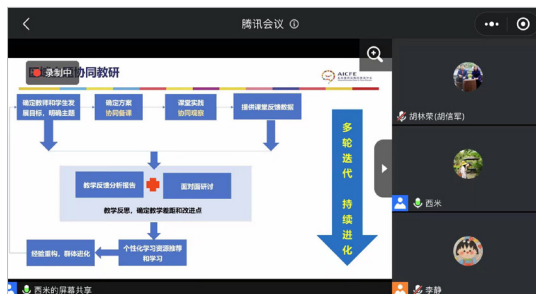 腾讯会议
录制中
协同教研
AICFE
确定教师和学生发
展目标，明确主题
确定方案
协同备课
课堂实践
协同观察
提供课堂反馈数据
教学反馈分析报告
面对面研讨
教学反思，确定教学差距和改进点
经验重构，群体进化
个性化学习资源推荐
和学习
多轮迭代 持续进化
胡林荣(胡信军)
西米
李静
西米的屏幕共享